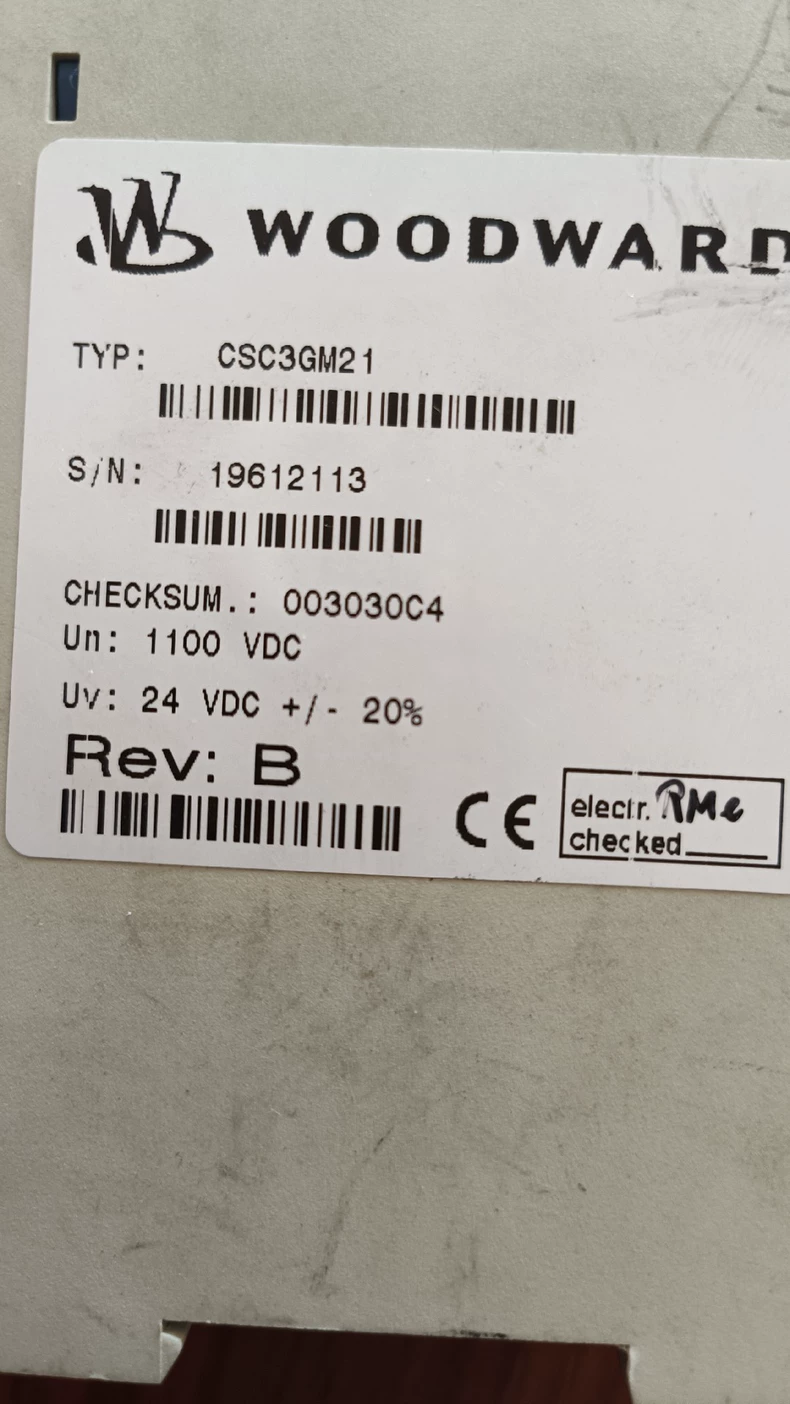 WOODWARD
TYP: CSC3GM21
S/N: 19612113
CHECKSUM.: 003030C4
Un: 1100 VDC
Uv: 24 VDC +/- 20%
Rev: B
CE
electr. RMe
checked